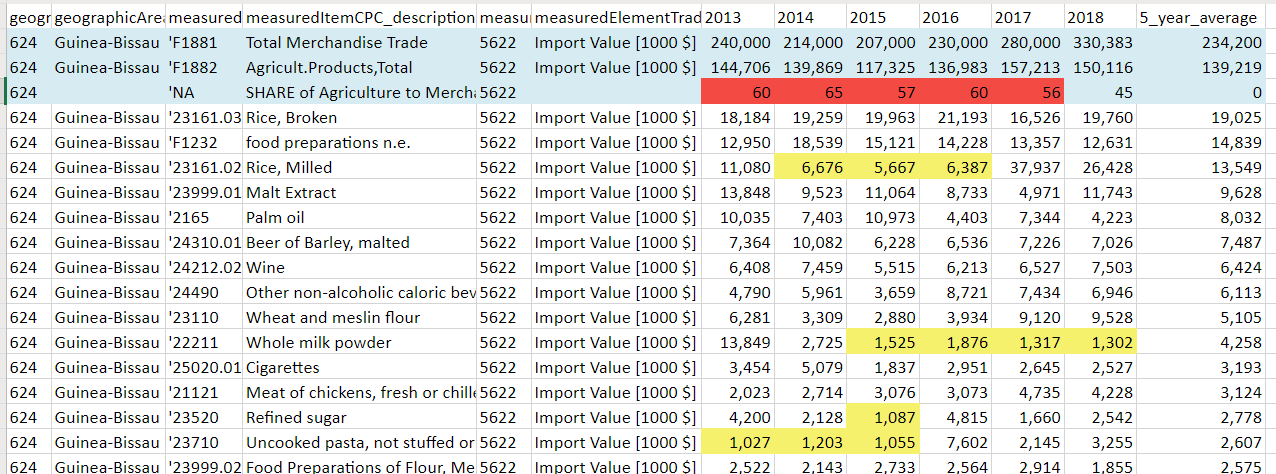 geogr geographicArea measured measuredItemCPC_description measu measuredElementTrad 2013 2014 2015 2016 2017 2018 5_year_average
624 Guinea-Bissau 'F1881 Total Merchandise Trade 5622 Import Value [1000 $] 240,000 214,000 207,000 230,000 280,000 330,383 234,200
624 Guinea-Bissau 'F1882 Agricult.Products,Total 5622 Import Value [1000 $] 144,706 139,869 117,325 136,983 157,213 150,116 139,219
624 'NA SHARE of Agriculture to Mercha 5622 60 65 57 60 56 45 0
624 Guinea-Bissau '23161.03 Rice, Broken 5622 Import Value [1000 $] 18,184 19,259 19,963 21,193 16,526 19,760 19,025
624 Guinea-Bissau 'F1232 food preparations n.e. 5622 Import Value [1000 $] 12,950 18,539 15,121 14,228 13,357 12,631 14,839
624 Guinea-Bissau '23161.02 Rice, Milled 5622 Import Value [1000 $] 11,080 6,676 5,667 6,387 37,937 26,428 13,549
624 Guinea-Bissau '23999.01 Malt Extract 5622 Import Value [1000 $] 13,848 9,523 11,064 8,733 4,971 11,743 9,628
624 Guinea-Bissau '2165 Palm oil 5622 Import Value [1000 $] 10,035 7,403 10,973 4,403 7,344 4,223 8,032
624 Guinea-Bissau '24310.01 Beer of Barley, malted 5622 Import Value [1000 $] 7,364 10,082 6,228 6,536 7,226 7,026 7,487
624 Guinea-Bissau '24212.02 Wine 5622 Import Value [1000 $] 6,408 7,459 5,515 6,213 6,527 7,503 6,424
624 Guinea-Bissau '24490 Other non-alcoholic caloric bev 5622 Import Value [1000 $] 4,790 5,961 3,659 8,721 7,434 6,946 6,113
624 Guinea-Bissau '23110 Wheat and meslin flour 5622 Import Value [1000 $] 6,281 3,309 2,880 3,934 9,120 9,528 5,105
624 Guinea-Bissau '22211 Whole milk powder 5622 Import Value [1000 $] 13,849 2,725 1,525 1,876 1,317 1,302 4,258
624 Guinea-Bissau '25020.01 Cigarettes 5622 Import Value [1000 $] 3,454 5,079 1,837 2,951 2,645 2,527 3,193
624 Guinea-Bissau '21121 Meat of chickens, fresh or chille 5622 Import Value [1000 $] 2,023 2,714 3,076 3,073 4,735 4,228 3,124
624 Guinea-Bissau '23520 Refined sugar 5622 Import Value [1000 $] 4,200 2,128 1,087 4,815 1,660 2,542 2,778
624 Guinea-Bissau '23710 Uncooked pasta, not stuffed or 5622 Import Value [1000 $] 1,027 1,203 1,055 7,602 2,145 3,255 2,607
624 Guinea-Bissau '23999.02 Food Preparations of Flour, Me 5622 Import Value [1000 $] 2,522 2,143 2,733 2,564 2,914 1,855 2,575